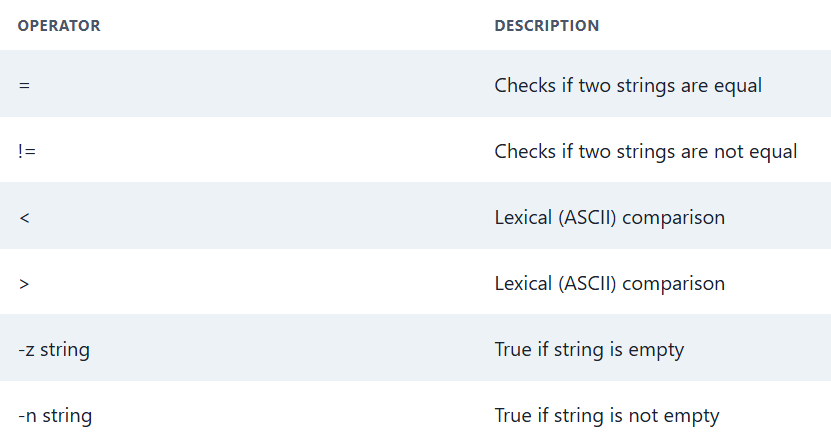 OPERATOR DESCRIPTION
= Checks if two strings are equal
!= Checks if two strings are not equal
< Lexical (ASCII) comparison
> Lexical (ASCII) comparison
-z string True if string is empty
-n string True if string is not empty